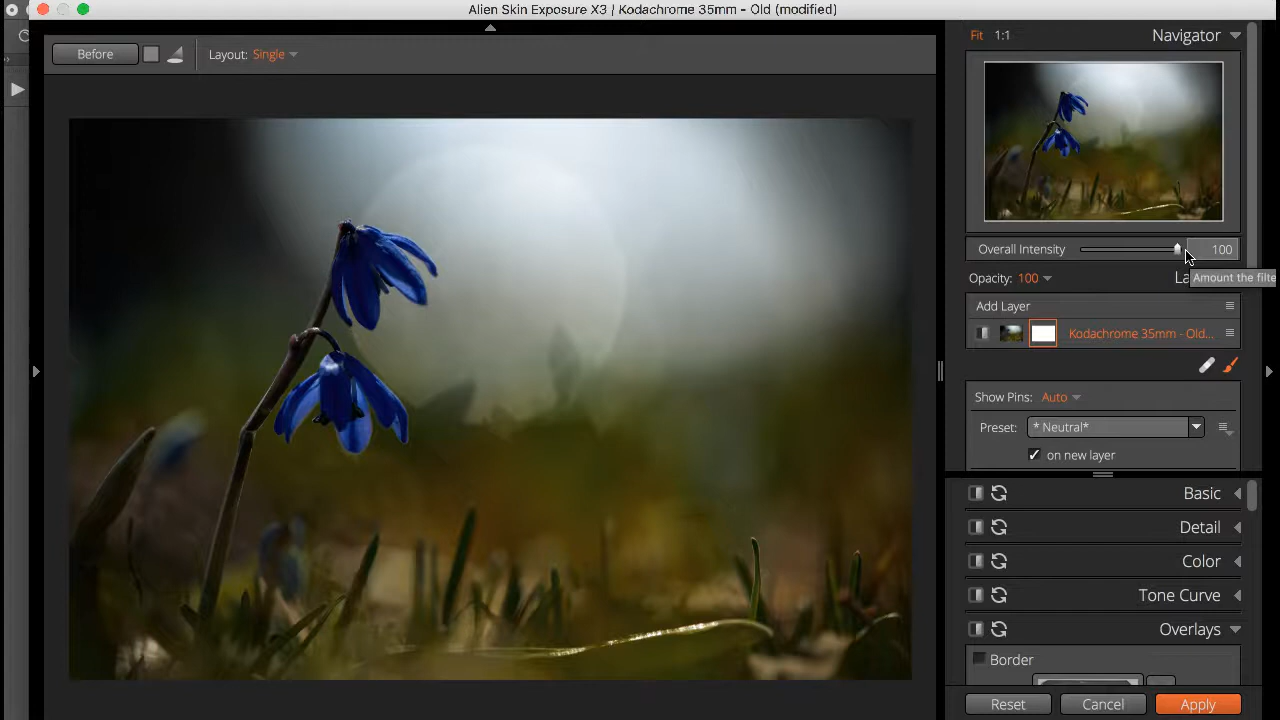 Alien Skin Exposure X3 | Kodachrome 35mm - Old (modified)
Before
Layout: Single
Fit 1:1 Navigator
Overall Intensity 100
Opacity: 100
Amount the filte
Add Layer
Kodachrome 35mm - Old...
Show Pins: Auto
Preset: * Neutral*
on new layer
Basic
Detail
Color
Tone Curve
Overlays
Border
Reset Cancel Apply